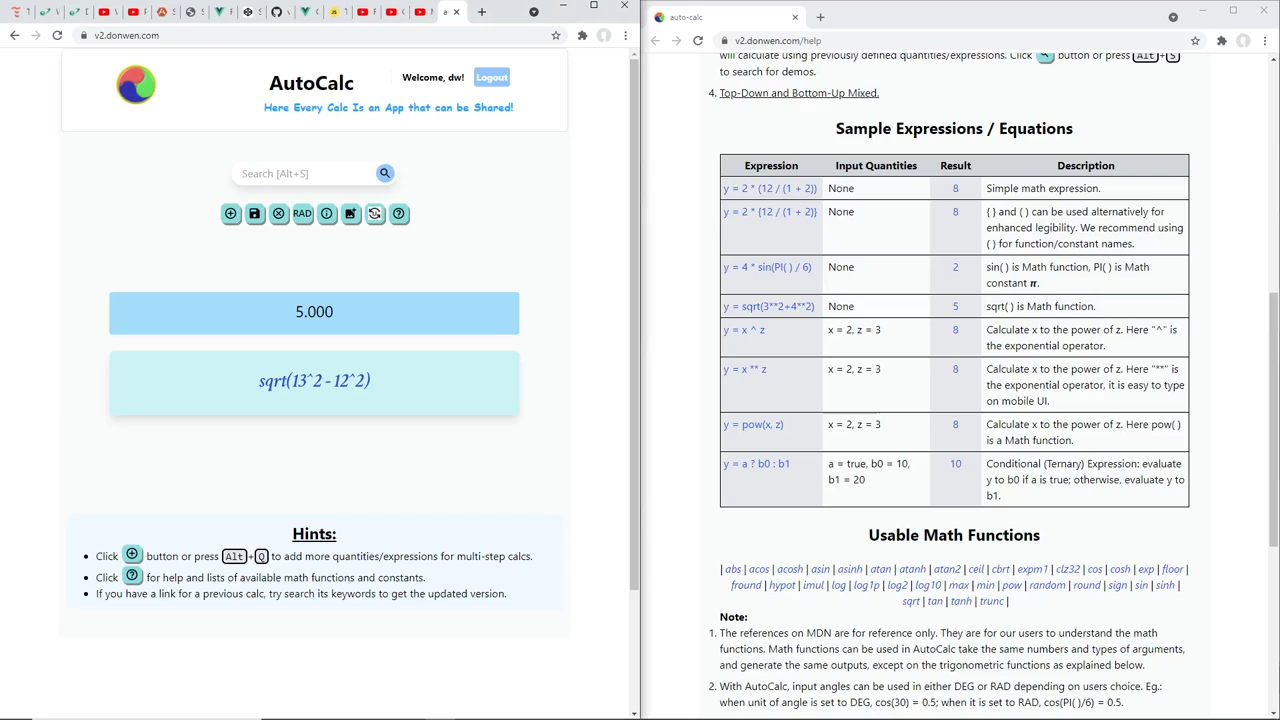 v2.donwen.com
AutoCalc
Welcome, dw!
Logout
Here Every Calc Is an App that can be Shared!
Search [Alt+S]
RAD
5.000
sqrt(13^2 - 12^2)
Hints:
Click button or press Alt+Q to add more quantities/expressions for multi-step calcs.
Click for help and lists of available math functions and constants.
If you have a link for a previous calc, try search its keywords to get the updated version.
auto-calc
v2.donwen.com/help
will calculate using previously defined quantities/expressions. Click button or press Alt+S
to search for demos.
4. Top-Down and Bottom-Up Mixed.
Sample Expressions / Equations
Expression Input Quantities Result Description
y = 2 * (12 / (1 + 2)) None 8 Simple math expression.
y = 2 * {12 / (1 + 2)} None 8 { } and ( ) can be used alternatively for
enhanced legibility. We recommend using
( ) for function/constant names.
y = 4 * sin(PI( ) / 6) None 2 sin( ) is Math function, PI( ) is Math
constant π.
y = sqrt(3**2+4**2) None 5 sqrt( ) is Math function.
y = x ^ z x = 2, z = 3 8 Calculate x to the power of z. Here "^" is
the exponential operator.
y = x ** z x = 2, z = 3 8 Calculate x to the power of z. Here "**" is
the exponential operator, it is easy to type
on mobile UI.
y = pow(x, z) x = 2, z = 3 8 Calculate x to the power of z. Here pow( )
is a Math function.
y = a ? b0 : b1 a = true, b0 = 10, 10 Conditional (Ternary) Expression: evaluate
b1 = 20 y to b0 if a is true; otherwise, evaluate y to
b1.
Usable Math Functions
| abs | acos | acosh | asin | asinh | atan | atanh | atan2 | ceil | cbrt | expm1 | clz32 | cos | cosh | exp | floor |
fround | hypot | imul | log | log1p | log2 | log10 | max | min | pow | random | round | sign | sin | sinh |
sqrt | tan | tanh | trunc |
Note:
1. The references on MDN are for reference only. They are for our users to understand the math
functions. Math functions can be used in AutoCalc take the same numbers and types of arguments,
and generate the same outputs, except on the trigonometric functions as explained below.
2. With AutoCalc, input angles can be used in either DEG or RAD depending on users choice. Eg.:
when unit of angle is set to DEG, cos(30) = 0.5; when it is set to RAD, cos(PI( )/6) = 0.5.